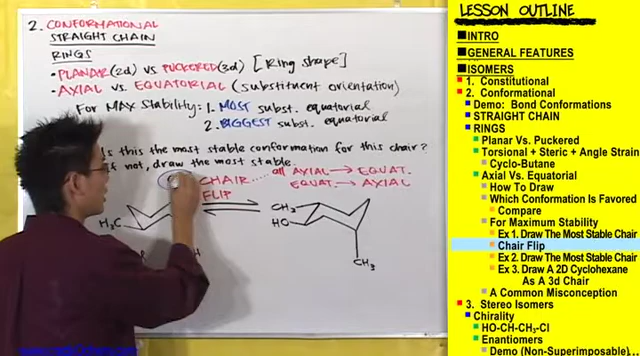 2. CONFORMATIONAL
STRAIGHT CHAIN
RINGS
• PLANAR (2d) vs PUCKERED (3d) [Ring shape]
• AXIAL vs EQUATORIAL (substituent orientation)
For MAX Stability: 1. MOST subst. equatorial
2. BIGGEST subst. equatorial
Is this the most stable conformation for this chair?
If not, draw the most stable.
CHAIR
FLIP
all AXIAL → EQUAT.
EQUAT → AXIAL
H₃C
H
CH₃
HO
CH₃
LESSON OUTLINE
INTRO
GENERAL FEATURES
ISOMERS
1. Constitutional
2. Conformational
Demo: Bond Conformations
STRAIGHT CHAIN
RINGS
Planar Vs. Puckered
Torsional + Steric + Angle Strain
Cyclo-Butane
Axial Vs. Equatorial
How To Draw
Which Conformation Is Favored
Compare
For Maximum Stability
Ex 1. Draw The Most Stable Chair
Chair Flip
Ex 2. Draw The Most Stable Chair
Ex 3. Draw A 2D Cyclohexane
As A 3d Chair
A Common Misconception
3. Stereo Isomers
Chirality
HO-CH-CH₃-Cl
Enantiomers
Demo (Non-Superimposable)